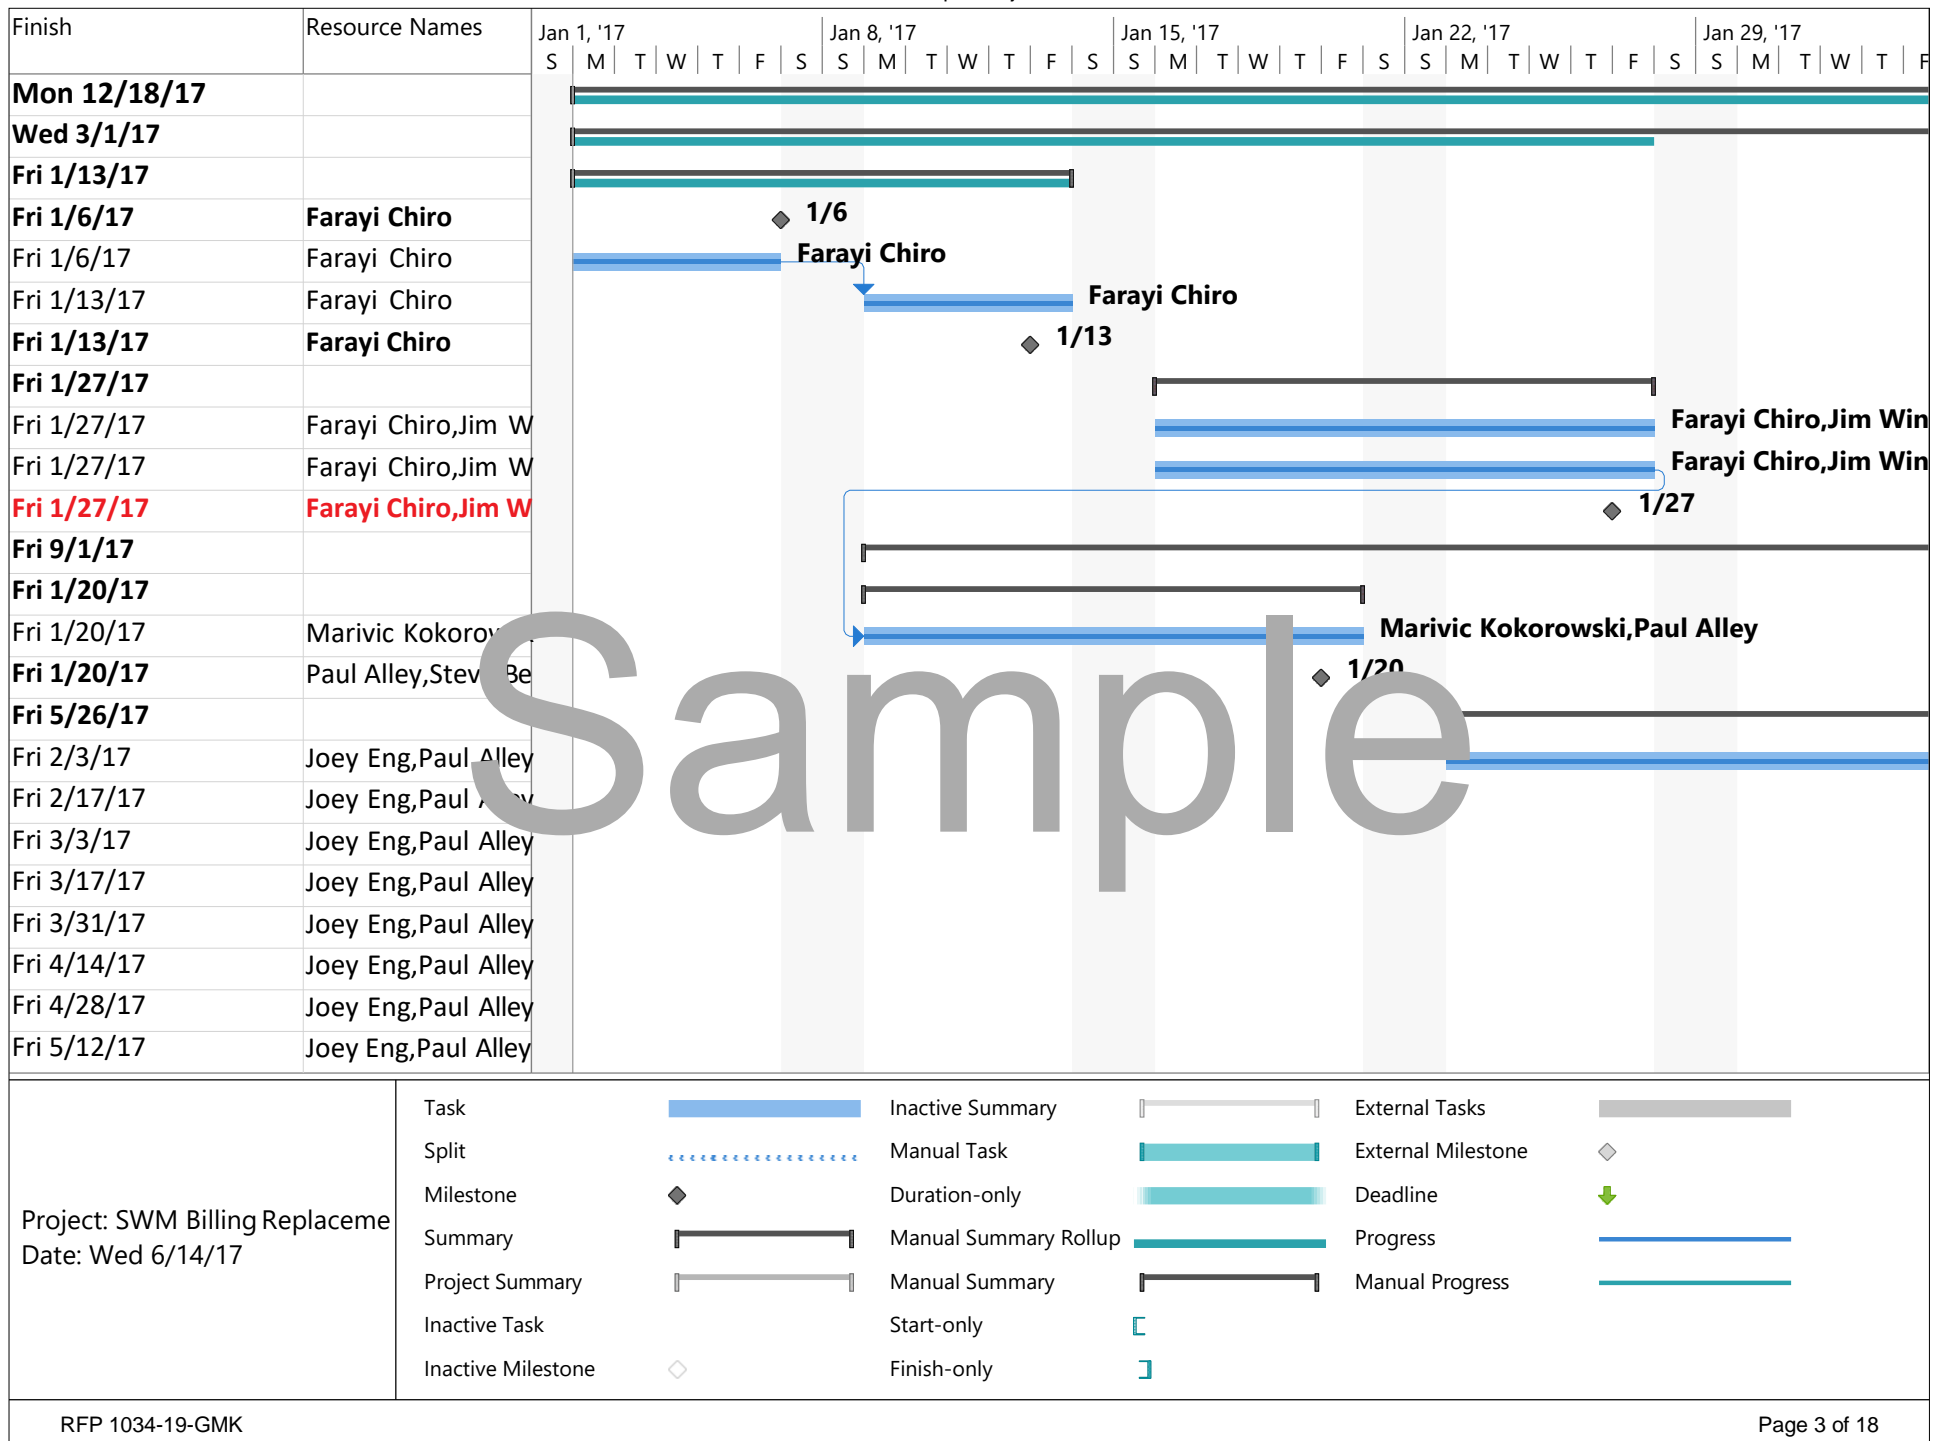 Finish Resource Names Jan 1, '17 Jan 8, '17 Jan 15, '17 Jan 22, '17 Jan 29, '17
S M T W T F S S M T W T F S S M T W T F S S M T W T F S S M T W T F
Mon 12/18/17
Wed 3/1/17
Fri 1/13/17
Fri 1/6/17 Farayi Chiro 1/6
Fri 1/6/17 Farayi Chiro Farayi Chiro
Fri 1/13/17 Farayi Chiro Farayi Chiro
Fri 1/13/17 Farayi Chiro 1/13
Fri 1/27/17
Fri 1/27/17 Farayi Chiro,Jim W Farayi Chiro,Jim Win
Fri 1/27/17 Farayi Chiro,Jim W Farayi Chiro,Jim Win
Fri 1/27/17 Farayi Chiro,Jim W 1/27
Fri 9/1/17
Fri 1/20/17
Fri 1/20/17 Marivic Marivic Kokorowski,Paul Alley
Fri 1/20/17 Paul Alley, 1/20
Fri 5/26/17
Sample
Fri 2/3/17 Joey Eng,Paul Alley
Fri 2/17/17 Joey Eng,Paul Alley
Fri 3/3/17 Joey Eng,Paul Alley
Fri 3/17/17 Joey Eng,Paul Alley
Fri 3/31/17 Joey Eng,Paul Alley
Fri 4/14/17 Joey Eng,Paul Alley
Fri 4/28/17 Joey Eng,Paul Alley
Fri 5/12/17 Joey Eng,Paul Alley
Project: SWM Billing Replaceme
Date: Wed 6/14/17
Task
Split
Milestone
Summary
Project Summary
Inactive Task
Inactive Milestone
Inactive Summary
Manual Task
Duration-only
Manual Summary Rollup
Manual Summary
Start-only
Finish-only
External Tasks
External Milestone
Deadline
Progress
Manual Progress
RFP 1034-19-GMK Page 3 of 18